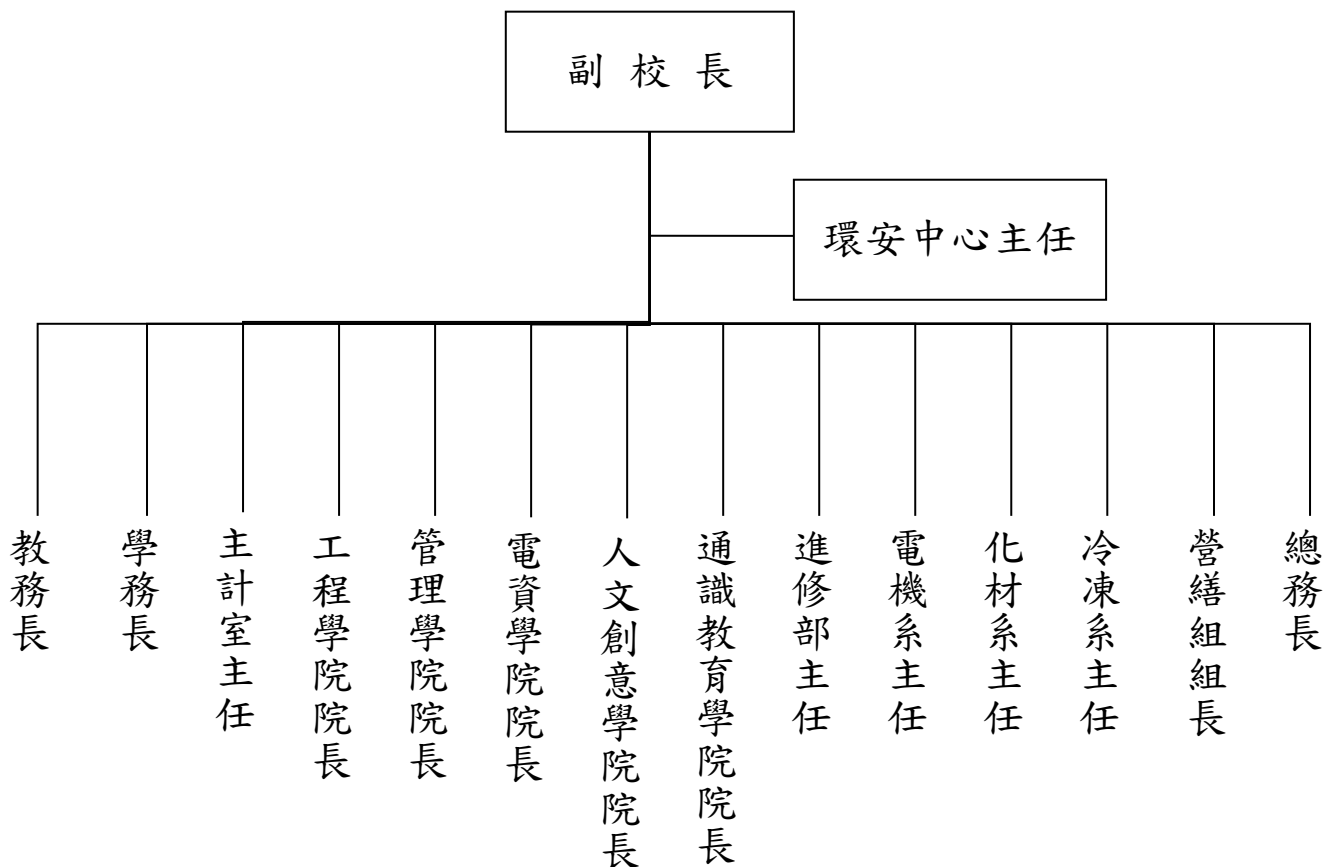 副校長
環安中心主任
教務長
學務長
主計室主任
工程學院院長
管理學院院長
電資學院院長
人文創意學院院長
通識教育學院院長
進修部主任
電機系主任
化材系主任
冷凍系主任
營繕組組長
總務長